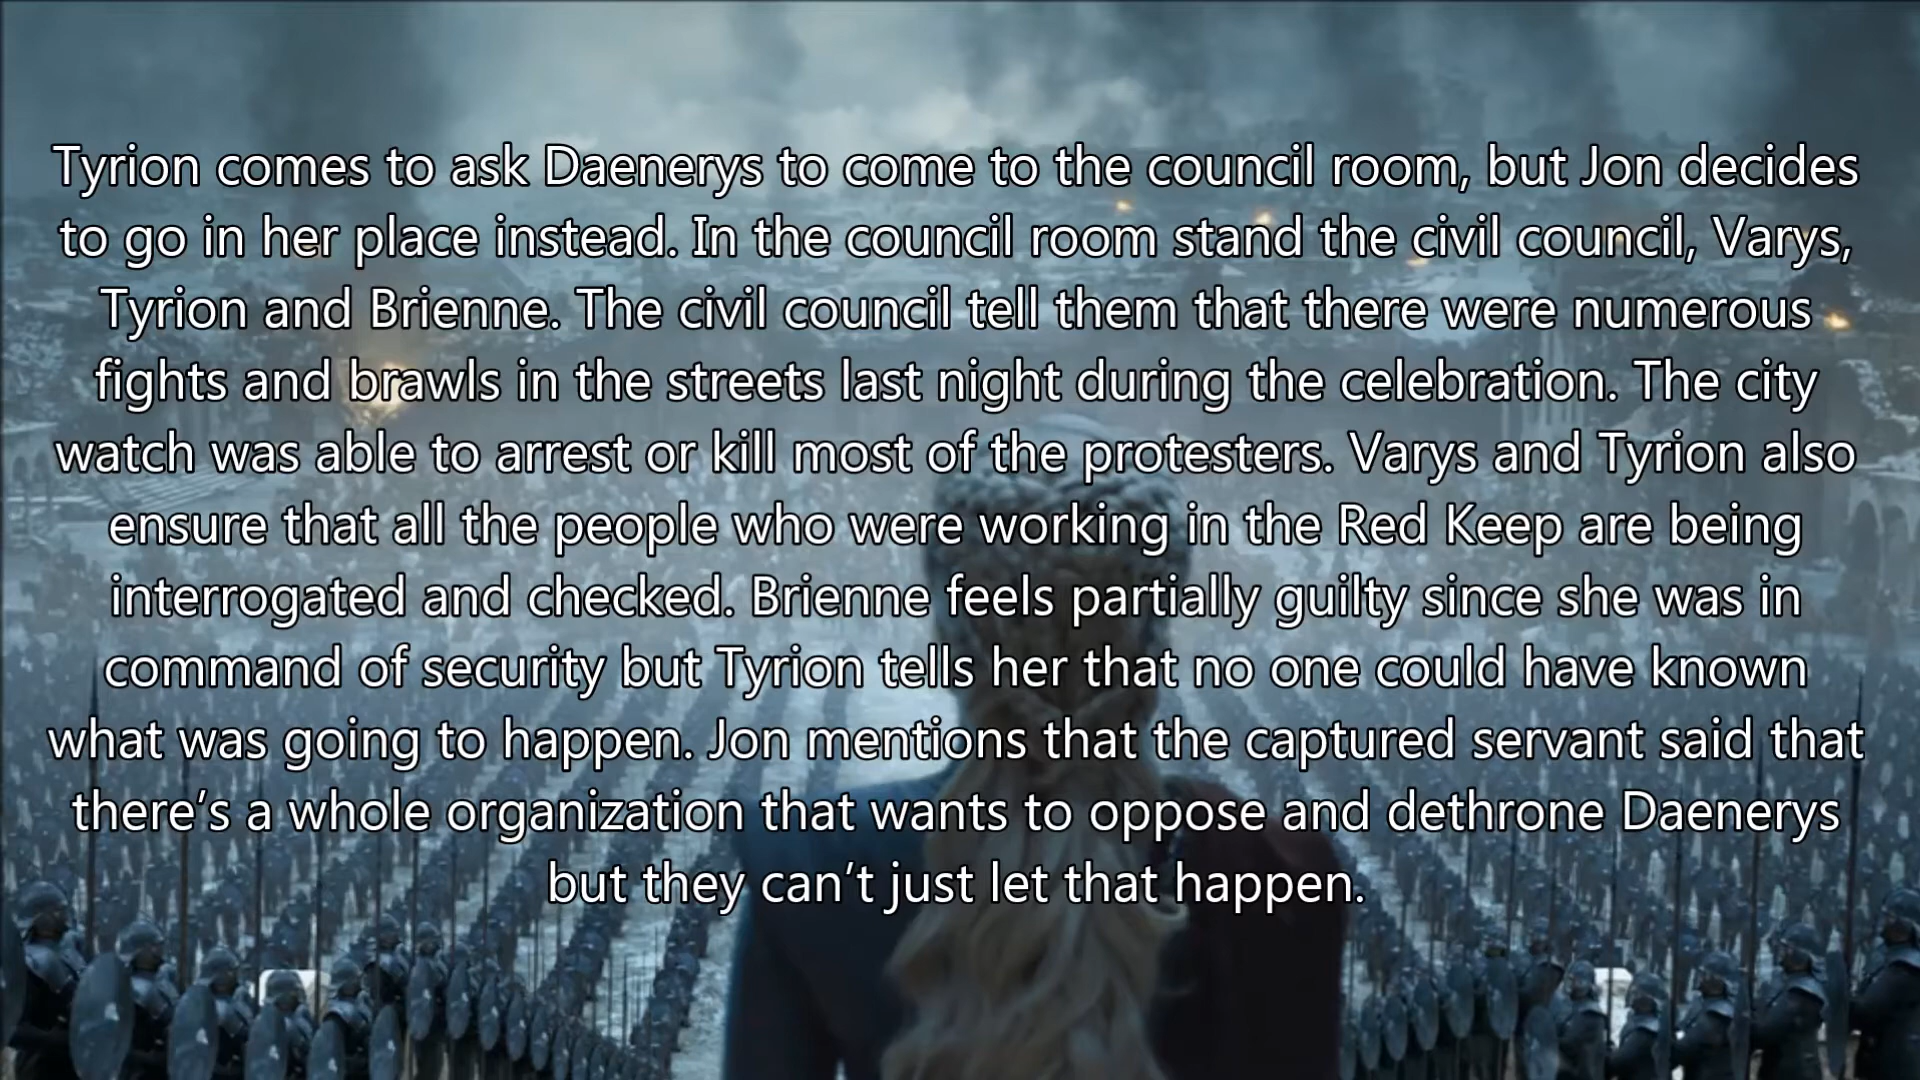 Tyrion comes to ask Daenerys to come to the council room, but Jon decides
to go in her place instead. In the council room stand the civil council, Varys,
Tyrion and Brienne. The civil council tell them that there were numerous
fights and brawls in the streets last night during the celebration. The city
watch was able to arrest or kill most of the protesters. Varys and Tyrion also
ensure that all the people who were working in the Red Keep are being
interrogated and checked. Brienne feels partially guilty since she was in
command of security but Tyrion tells her that no one could have known
what was going to happen. Jon mentions that the captured servant said that
there’s a whole organization that wants to oppose and dethrone Daenerys
but they can’t just let that happen.